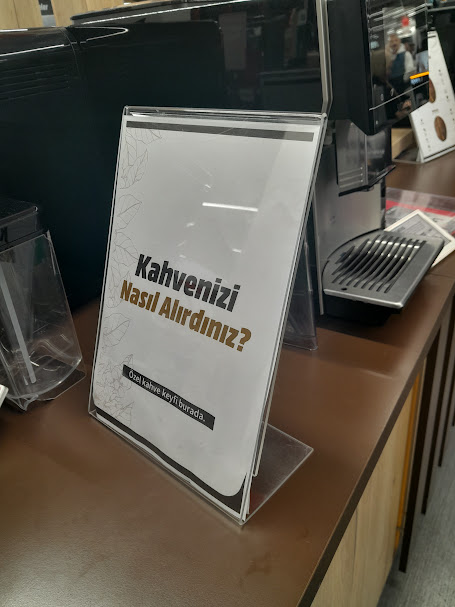 Kahvenizi
Nasıl Alırdınız?
Özel kahve keyfi burada.